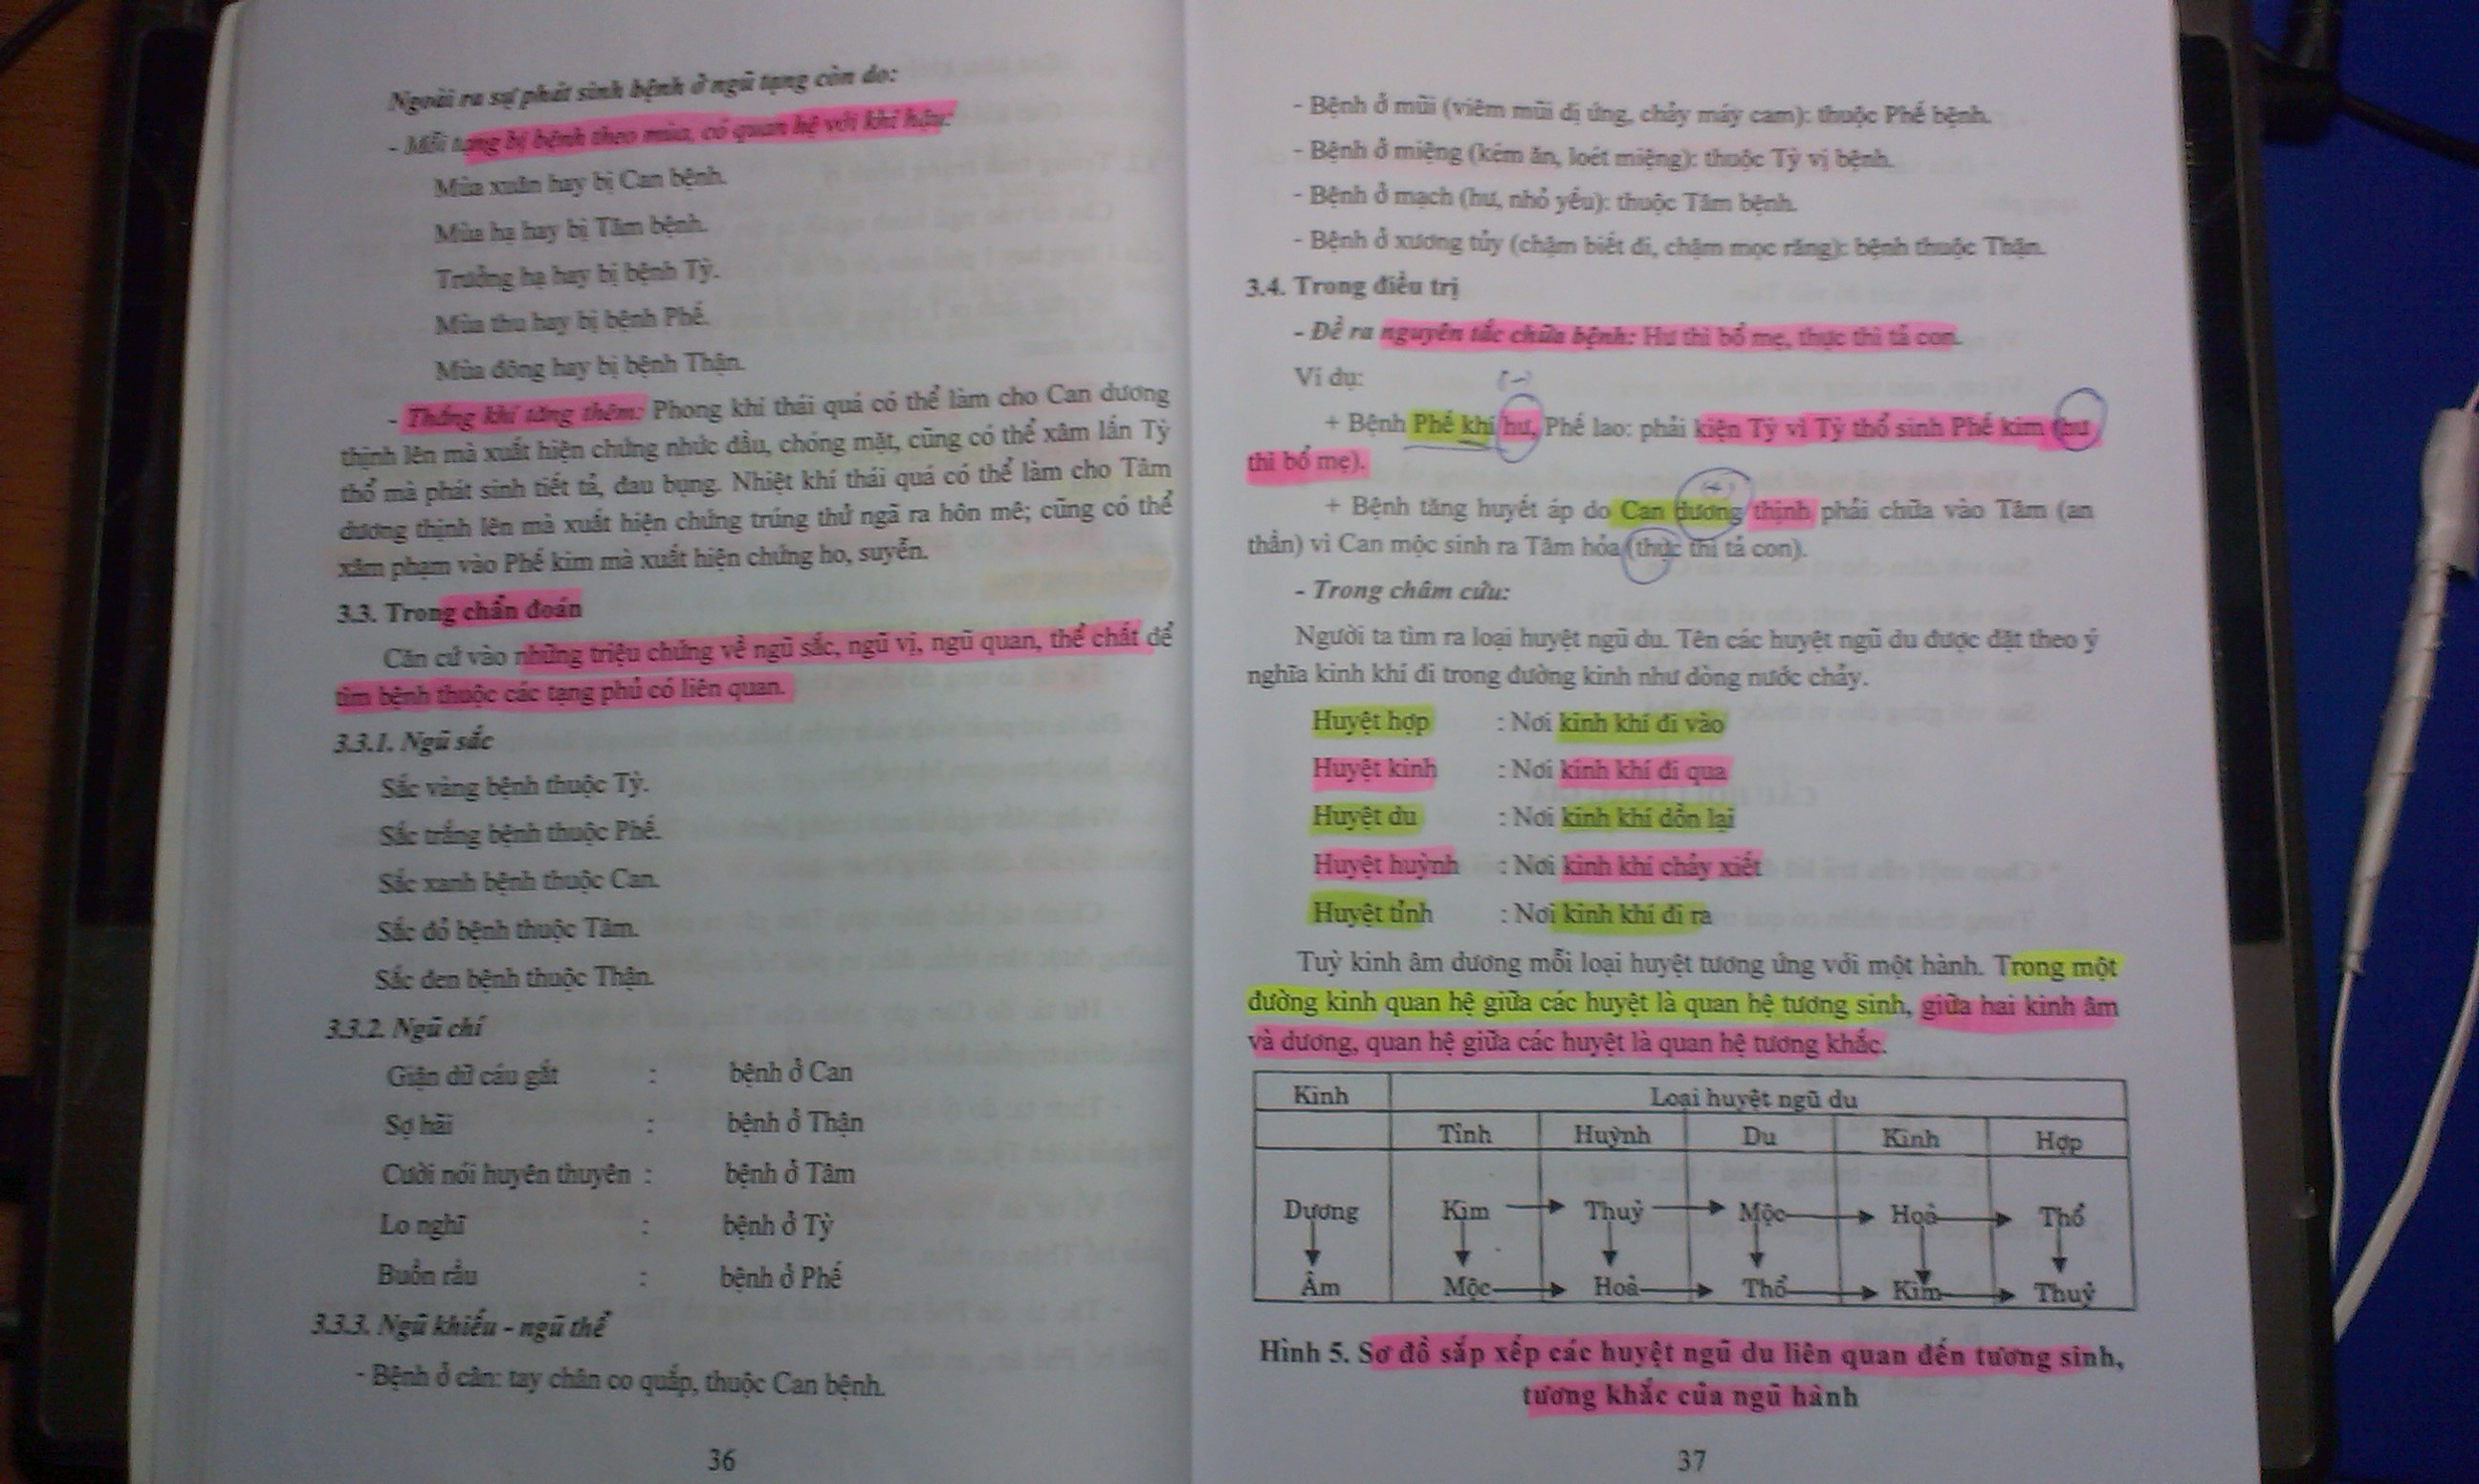 Ngoài ra sự phát sinh bệnh ở ngũ tạng còn do:
- Mỗi tạng bị bệnh theo mùa, có quan hệ với khí hậu:
Mùa xuân hay bị Can bệnh.
Mùa hạ hay bị Tâm bệnh.
Trưởng hạ hay bị bệnh Tỳ.
Mùa thu hay bị bệnh Phế.
Mùa đông hay bị bệnh Thận.
- Thắng khí tăng thêm: Phong khí thái quá có thể làm cho Can dương
thịnh lên mà xuất hiện chứng nhức đầu, chóng mặt, cũng có thể xâm lấn Tỳ
thổ mà phát sinh tiết tả, đau bụng. Nhiệt khí thái quá có thể làm cho Tâm
dương thịnh lên mà xuất hiện chứng trúng thử ngã ra hôn mê; cũng có thể
xâm phạm vào Phế kim mà xuất hiện chứng ho, suyễn.
3.3. Trong chẩn đoán
Căn cứ vào những triệu chứng về ngũ sắc, ngũ vị, ngũ quan, thể chất để
tìm bệnh thuộc các tạng phủ có liên quan.
3.3.1. Ngũ sắc
Sắc vàng bệnh thuộc Tỳ.
Sắc trắng bệnh thuộc Phế.
Sắc xanh bệnh thuộc Can.
Sắc đỏ bệnh thuộc Tâm.
Sắc đen bệnh thuộc Thận.
3.3.2. Ngũ chí
Giận dữ cáu gắt : bệnh ở Can
Sợ hãi : bệnh ở Thận
Cười nói huyên thuyên : bệnh ở Tâm
Lo nghĩ : bệnh ở Tỳ
Buồn rầu : bệnh ở Phế
3.3.3. Ngũ khiếu - ngũ thể
- Bệnh ở cân: tay chân co quắp, thuộc Can bệnh.
36
- Bệnh ở mũi (viêm mũi dị ứng, chảy máy cam): thuộc Phế bệnh.
- Bệnh ở miệng (kém ăn, loét miệng): thuộc Tỳ vị bệnh.
- Bệnh ở mạch (hư, nhỏ yếu): thuộc Tâm bệnh.
- Bệnh ở xương tủy (chậm biết đi, chậm mọc răng): bệnh thuộc Thận.
3.4. Trong điều trị
- Đề ra nguyên tắc chữa bệnh: Hư thì bổ mẹ, thực thì tả con.
Ví dụ:
(-)
+ Bệnh Phế khí hư, Phế lao: phải kiện Tỳ vì Tỳ thổ sinh Phế kim (hư
thì bổ mẹ).
(+)
+ Bệnh tăng huyết áp do Can dương thịnh phải chữa vào Tâm (an
thần) vì Can mộc sinh ra Tâm hỏa (thực thì tả con).
- Trong châm cứu:
Người ta tìm ra loại huyệt ngũ du. Tên các huyệt ngũ du được đặt theo ý
nghĩa kinh khí đi trong đường kinh như dòng nước chảy.
Huyệt hợp : Nơi kinh khí đi vào
Huyệt kinh : Nơi kinh khí đi qua
Huyệt du : Nơi kinh khí dồn lại
Huyệt huỳnh : Nơi kinh khí chảy xiết
Huyệt tỉnh : Nơi kinh khí đi ra
Tuỳ kinh âm dương mỗi loại huyệt tương ứng với một hành. Trong một
đường kinh quan hệ giữa các huyệt là quan hệ tương sinh, giữa hai kinh âm
và dương, quan hệ giữa các huyệt là quan hệ tương khắc.
Kinh Loại huyệt ngũ du
Tỉnh Huỳnh Du Kinh Hợp
Dương Kim Thuỷ Mộc Hoả Thổ
Âm Mộc Hoả Thổ Kim Thuỷ
Hình 5. Sơ đồ sắp xếp các huyệt ngũ du liên quan đến tương sinh,
tương khắc của ngũ hành
37